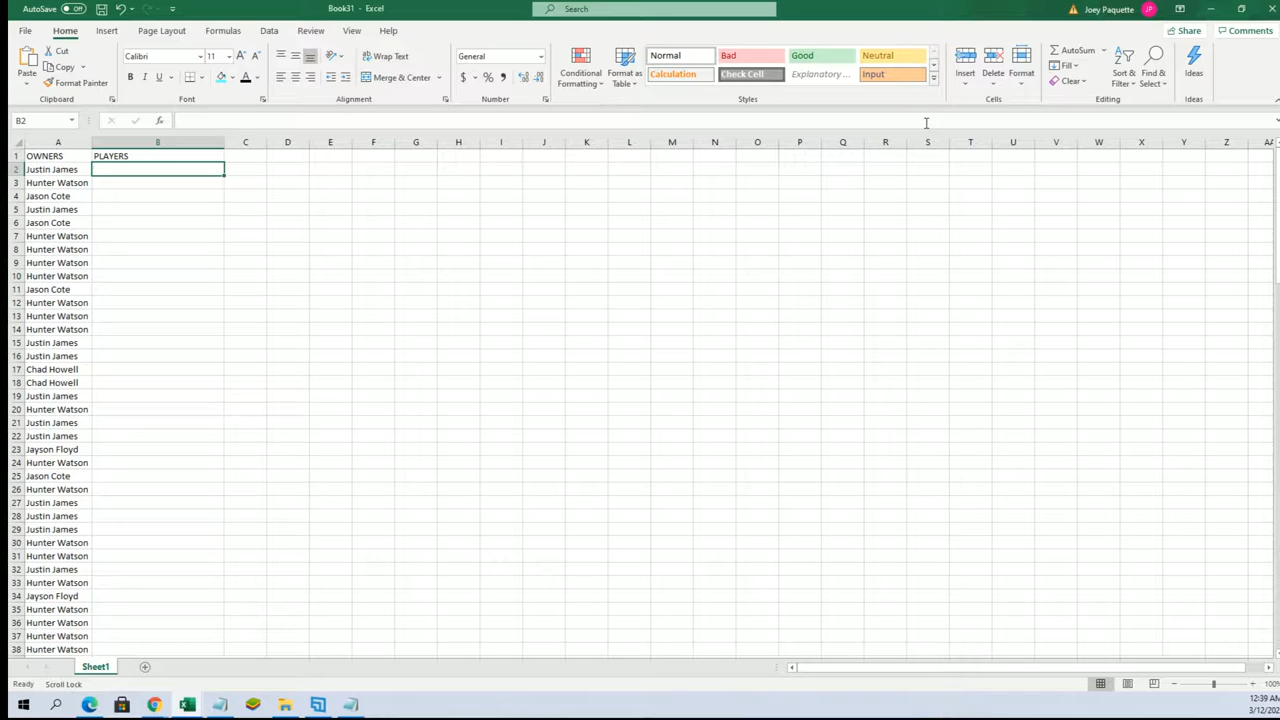 AutoSave Off Book31 - Excel Search Joey Paquette JP
File Home Insert Page Layout Formulas Data Review View Help Share Comments
Paste Cut Copy Format Painter Clipboard
Calibri 11 B I U A Font
Wrap Text Merge & Center Alignment
General $ % Number
Conditional Formatting Format as Table
Normal Bad Good Neutral
Calculation Check Cell Explanatory ... Input
Styles
Insert Delete Format Cells
AutoSum Fill Clear Sort & Filter Find & Select Editing
Ideas Ideas
B2 fx
A B C D E F G H I J K L M N O P Q R S T U V W X Y Z AA
1 OWNERS PLAYERS
2 Justin James
3 Hunter Watson
4 Jason Cote
5 Justin James
6 Jason Cote
7 Hunter Watson
8 Hunter Watson
9 Hunter Watson
10 Hunter Watson
11 Jason Cote
12 Hunter Watson
13 Hunter Watson
14 Hunter Watson
15 Justin James
16 Justin James
17 Chad Howell
18 Chad Howell
19 Justin James
20 Hunter Watson
21 Justin James
22 Justin James
23 Jayson Floyd
24 Hunter Watson
25 Jason Cote
26 Hunter Watson
27 Justin James
28 Justin James
29 Justin James
30 Hunter Watson
31 Hunter Watson
32 Justin James
33 Hunter Watson
34 Jayson Floyd
35 Hunter Watson
36 Hunter Watson
37 Hunter Watson
38 Hunter Watson
Sheet1
Ready Scroll Lock 100%
12:39 AM